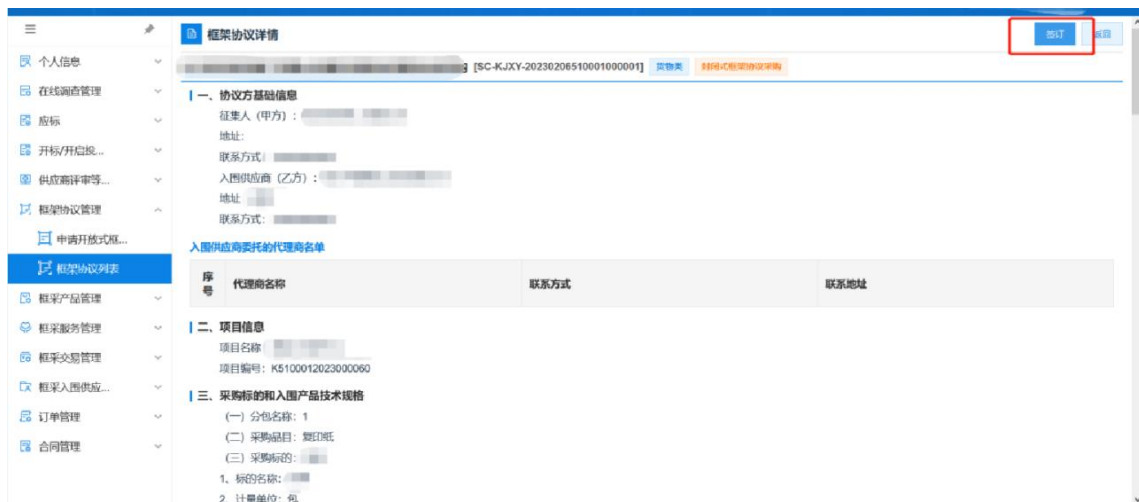 框架协议详情
签订
返回
[SC-KJXY-20230206510001000001] 货物类 封闭式框架协议采购
个人信息
在线调查管理
应标
开标/开启投...
供应商评审等...
框架协议管理
申请开放式框...
框架协议列表
框采产品管理
框采服务管理
框采交易管理
框采入围供应...
订单管理
合同管理
一、协议方基础信息
征集人（甲方）:
地址:
联系方式:
入围供应商（乙方）:
地址
联系方式:
入围供应商委托的代理商名单
序号 代理商名称 联系方式 联系地址
二、项目信息
项目名称
项目编号: K5100012023000060
三、采购标的和入围产品技术规格
(一) 分包名称: 1
(二) 采购品目: 复印纸
(三) 采购标的:
1、标的名称:
2、计量单位: 包